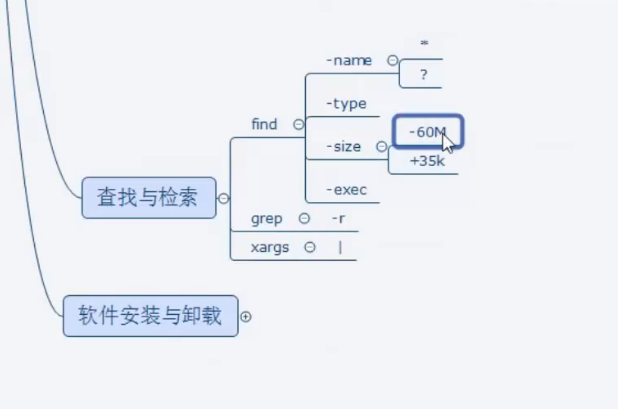 *
-name
?
-type
find
-60M
-size
+35k
-exec
查找与检索
grep -r
xargs |
软件安装与卸载